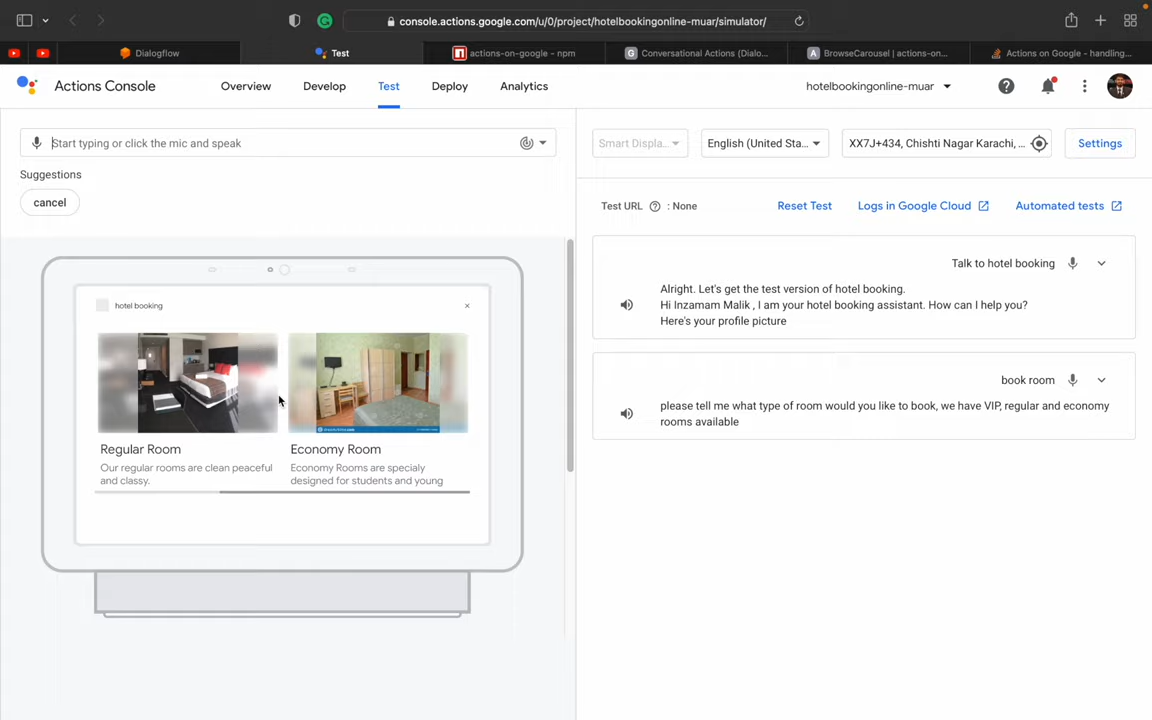 console.actions.google.com/u/0/project/hotelbookingonline-muar/simulator/
Dialogflow
Test
actions-on-google - npm
Conversational Actions (Dialo...
BrowseCarousel | actions-on...
Actions on Google - handling...
Actions Console
Overview
Develop
Test
Deploy
Analytics
hotelbookingonline-muar
Start typing or click the mic and speak
Smart Displa...
English (United Sta...
XX7J+434, Chishti Nagar Karachi, ...
Settings
Suggestions
cancel
Test URL : None
Reset Test
Logs in Google Cloud
Automated tests
hotel booking
Regular Room
Our regular rooms are clean peaceful
and classy.
Economy Room
Economy Rooms are specialy
designed for students and young
Talk to hotel booking
Alright. Let's get the test version of hotel booking.
Hi Inzamam Malik , I am your hotel booking assistant. How can I help you?
Here's your profile picture
book room
please tell me what type of room would you like to book, we have VIP, regular and economy
rooms available